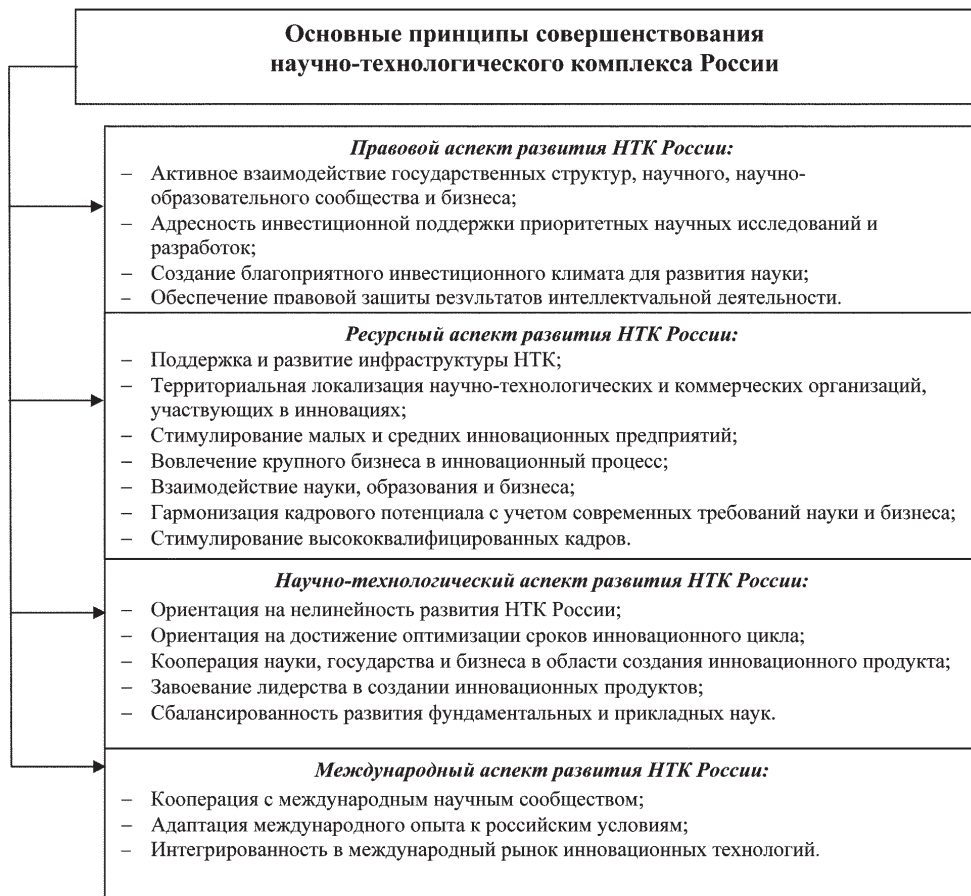 Основные принципы совершенствования
научно-технологического комплекса России
Правовой аспект развития НТК России:
– Активное взаимодействие государственных структур, научного, научно-
образовательного сообщества и бизнеса;
– Адресность инвестиционной поддержки приоритетных научных исследований и
разработок;
– Создание благоприятного инвестиционного климата для развития науки;
– Обеспечение правовой защиты результатов интеллектуальной деятельности.
Ресурсный аспект развития НТК России:
– Поддержка и развитие инфраструктуры НТК;
– Территориальная локализация научно-технологических и коммерческих организаций,
участвующих в инновациях;
– Стимулирование малых и средних инновационных предприятий;
– Вовлечение крупного бизнеса в инновационный процесс;
– Взаимодействие науки, образования и бизнеса;
– Гармонизация кадрового потенциала с учетом современных требований науки и бизнеса;
– Стимулирование высококвалифицированных кадров.
Научно-технологический аспект развития НТК России:
– Ориентация на нелинейность развития НТК России;
– Ориентация на достижение оптимизации сроков инновационного цикла;
– Кооперация науки, государства и бизнеса в области создания инновационного продукта;
– Завоевание лидерства в создании инновационных продуктов;
– Сбалансированность развития фундаментальных и прикладных наук.
Международный аспект развития НТК России:
– Кооперация с международным научным сообществом;
– Адаптация международного опыта к российским условиям;
– Интегрированность в международный рынок инновационных технологий.